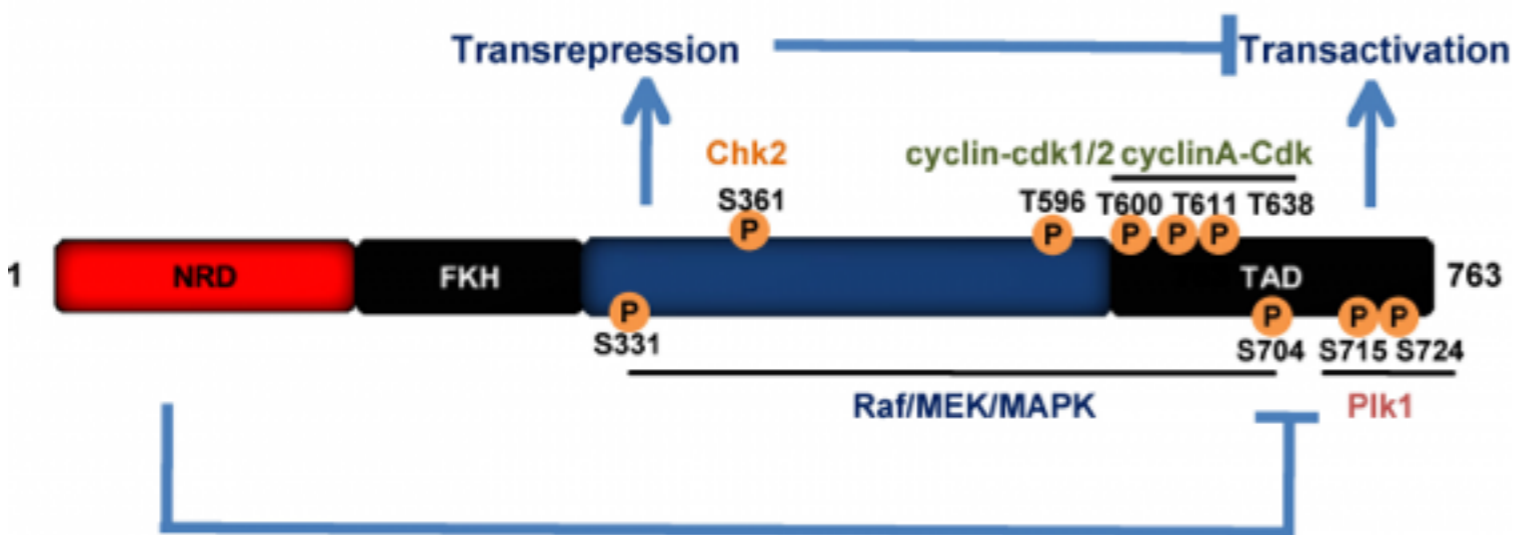 Transrepression Transactivation
Chk2 cyclin-cdk1/2 cyclinA-Cdk
S361 T596 T600 T611 T638
P P P P P
1 NRD FKH TAD 763
P P P P
S331 S704 S715 S724
Raf/MEK/MAPK Plk1